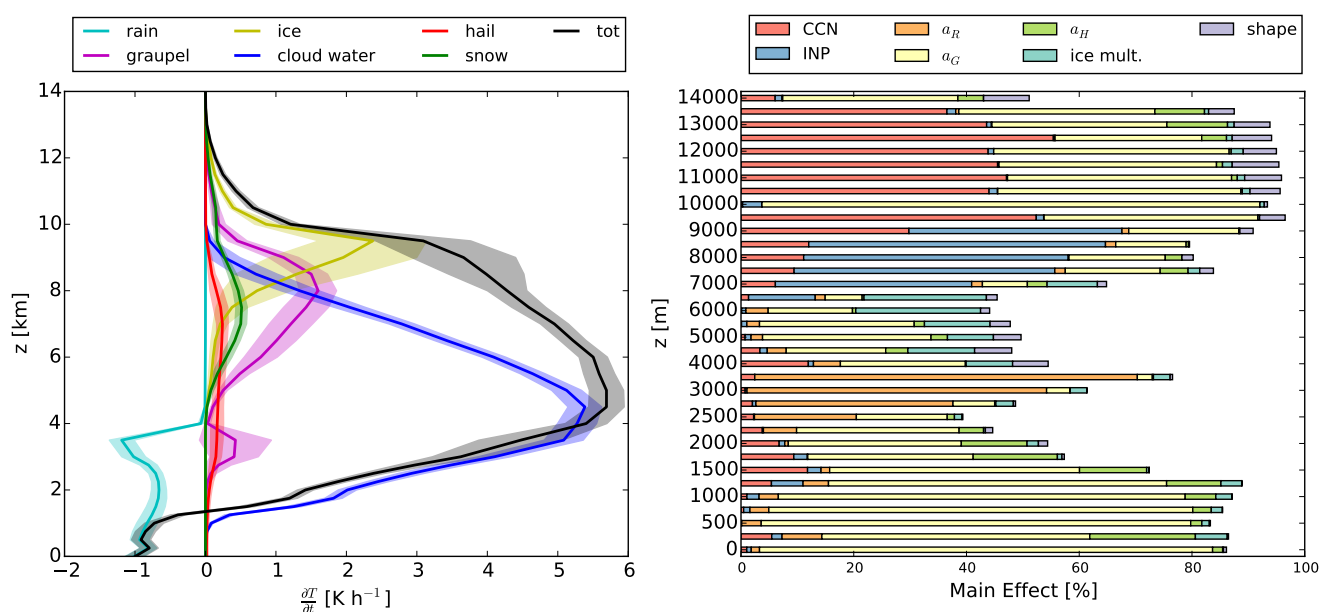 rain ice hail tot
graupel cloud water snow
14
12
10
8
6
4
2
0
z [km]
−2 −1 0 1 2 3 4 5 6
∂T/∂t [K h⁻¹]
CCN a_R a_H shape
INP a_G ice mult.
14000
13000
12000
11000
10000
9000
8000
7000
6000
5000
4000
3000
2500
2000
1500
1000
500
0
z [m]
0 20 40 60 80 100
Main Effect [%]